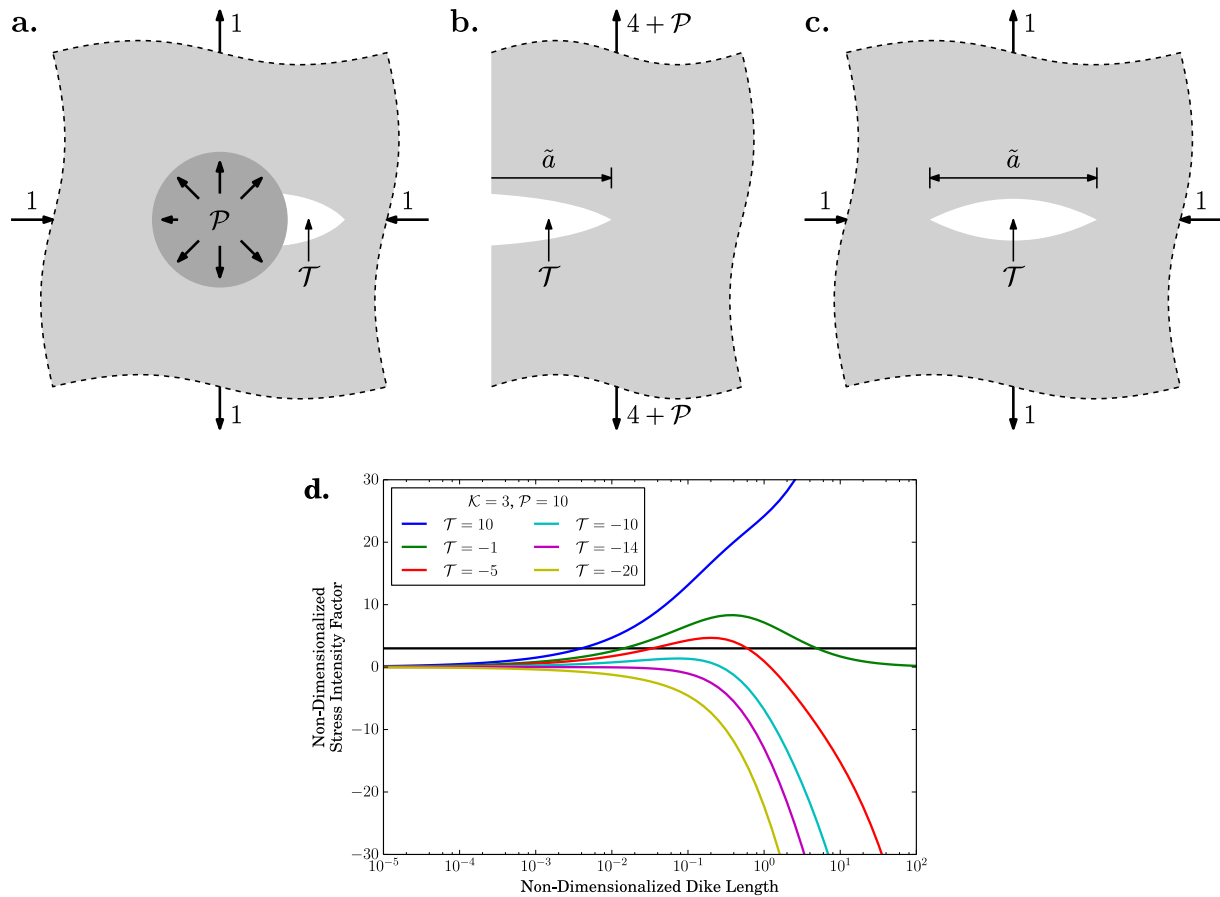 a.
1
1
𝒫
1
𝒯
1
b.
4 + 𝒫
ã
𝒯
4 + 𝒫
c.
1
ã
1
1
𝒯
1
d.
Non-Dimensionalized
Stress Intensity Factor
30
20
10
0
−10
−20
−30
𝒦 = 3, 𝒫 = 10
𝒯 = 10
𝒯 = −1
𝒯 = −5
𝒯 = −10
𝒯 = −14
𝒯 = −20
10⁻⁵ 10⁻⁴ 10⁻³ 10⁻² 10⁻¹ 10⁰ 10¹ 10²
Non-Dimensionalized Dike Length